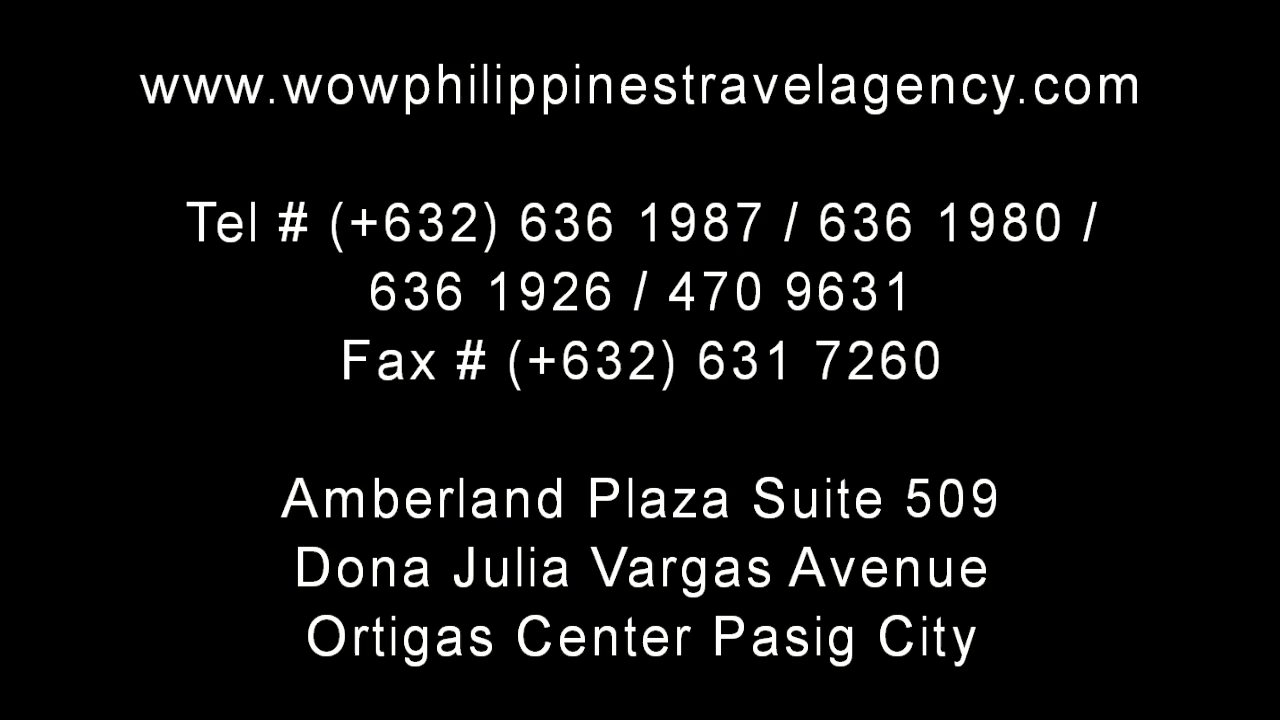 www.wowphilippinestravelagency.com
Tel # (+632) 636 1987 / 636 1980 /
636 1926 / 470 9631
Fax # (+632) 631 7260
Amberland Plaza Suite 509
Dona Julia Vargas Avenue
Ortigas Center Pasig City